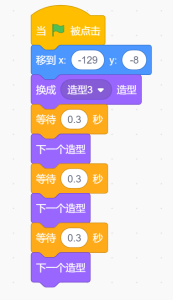 当 被点击
移到 x: -129 y: -8
换成 造型3 造型
等待 0.3 秒
下一个造型
等待 0.3 秒
下一个造型
等待 0.3 秒
下一个造型